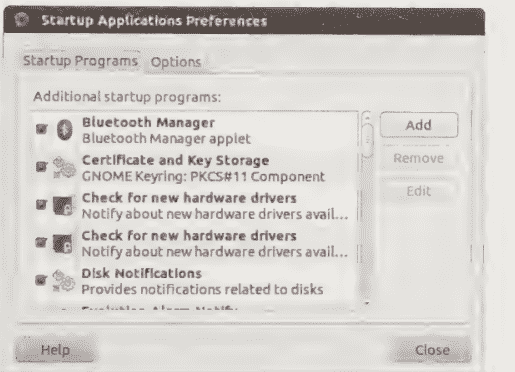 Startup Applications Preferences
Startup Programs
Options
Additional startup programs:
Bluetooth Manager
Bluetooth Manager applet
Certificate and Key Storage
GNOME Keyring: PKCS#11 Component
Check for new hardware drivers
Notify about new hardware drivers avail...
Check for new hardware drivers
Notify about new hardware drivers avail...
Disk Notifications
Provides notifications related to disks
Add
Remove
Edit
Help
Close